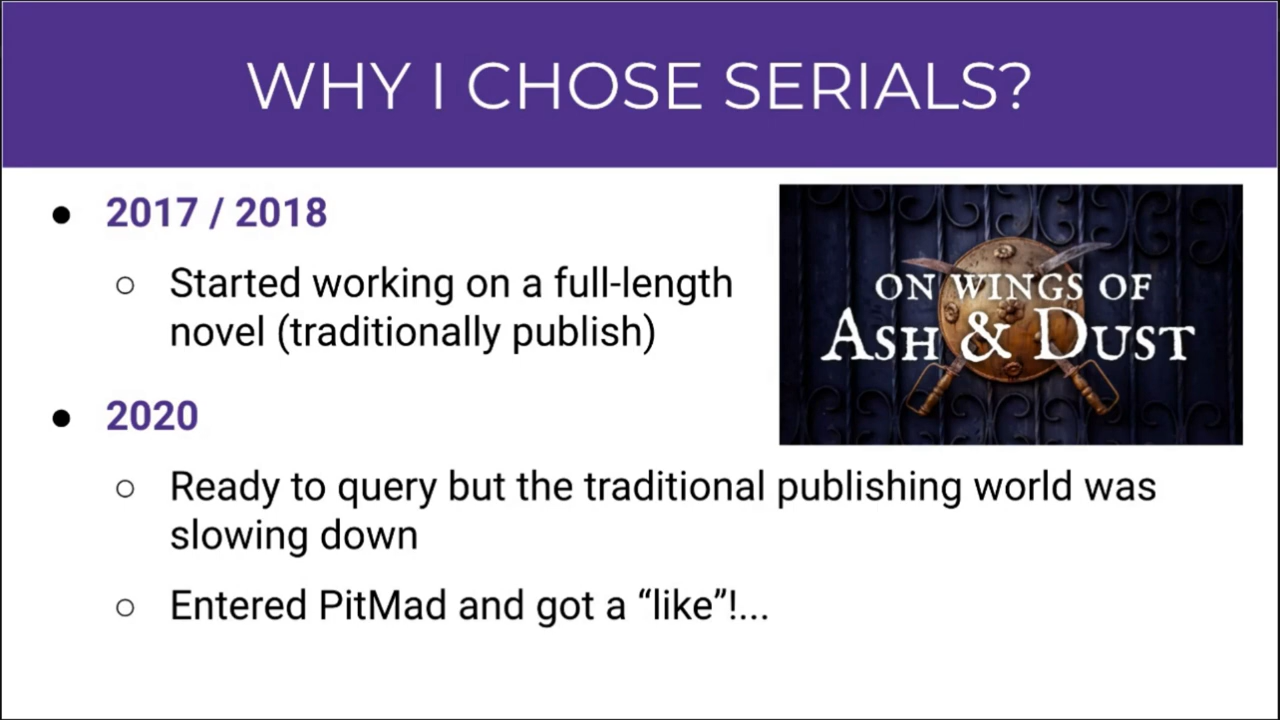 WHY I CHOSE SERIALS?
● 2017 / 2018
○ Started working on a full-length
novel (traditionally publish)
ON WINGS OF
ASH & DUST
● 2020
○ Ready to query but the traditional publishing world was
slowing down
○ Entered PitMad and got a “like”!...